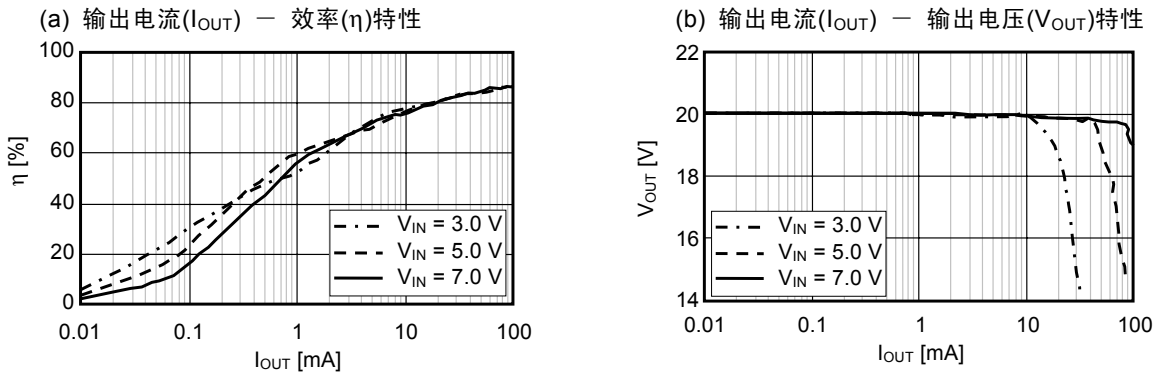 (a) 输出电流(IOUT) － 效率(η)特性
100
80
60
40
20
0
η [%]
VIN = 3.0 V
VIN = 5.0 V
VIN = 7.0 V
0.01
0.1
1
10
100
IOUT [mA]
(b) 输出电流(IOUT) － 输出电压(VOUT)特性
22
20
18
16
14
VOUT [V]
VIN = 3.0 V
VIN = 5.0 V
VIN = 7.0 V
0.01
0.1
1
10
100
IOUT [mA]